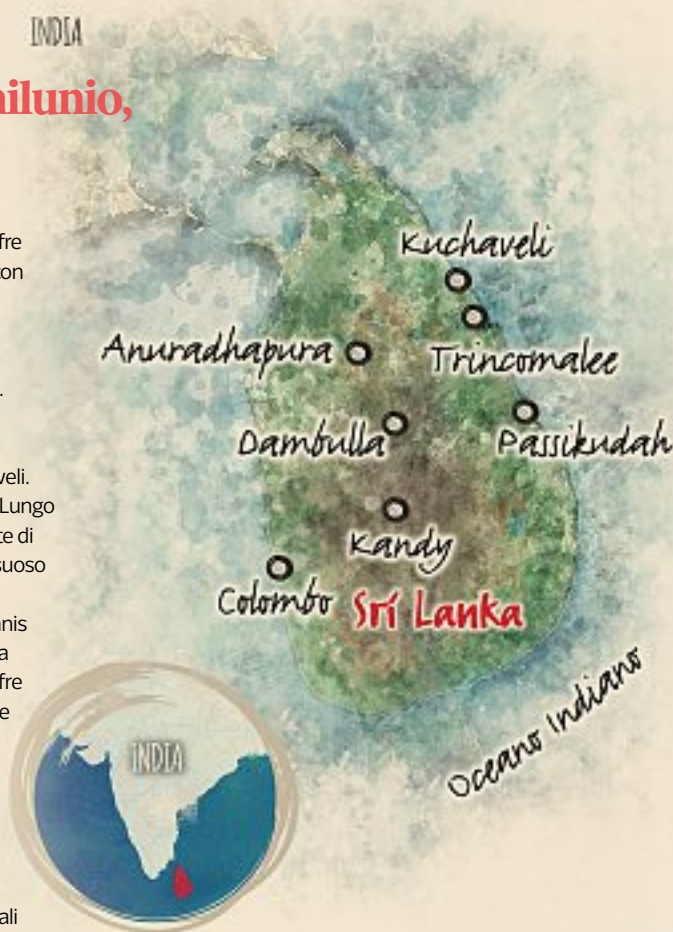 INDIA
ilunio,
fre
on
Kuchaveli
Anuradhapura
Trincomalee
.
Dambulla
Passikudah
veli.
Lungo
te di
Kandy
suoso
Colombo
Srí Lanka
nis
a
fre
e
Oceano Indiano
INDIA
ali